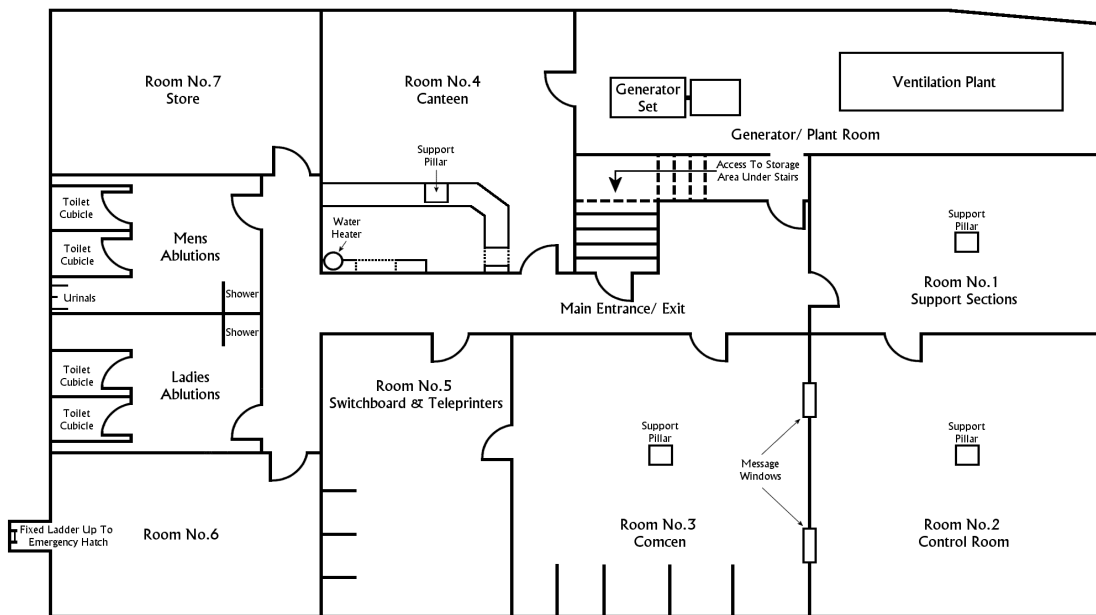 Room No.7
Store
Room No.4
Canteen
Generator
Set
Ventilation Plant
Generator/ Plant Room
Support
Pillar
Access To Storage
Area Under Stairs
Toilet
Cubicle
Mens
Ablutions
Toilet
Cubicle
Water
Heater
Support
Pillar
Room No.1
Support Sections
Urinals
Shower
Main Entrance/ Exit
Shower
Toilet
Cubicle
Ladies
Ablutions
Toilet
Cubicle
Room No.5
Switchboard & Teleprinters
Support
Pillar
Message
Windows
Support
Pillar
Fixed Ladder Up To
Emergency Hatch
Room No.6
Room No.3
Comcen
Room No.2
Control Room